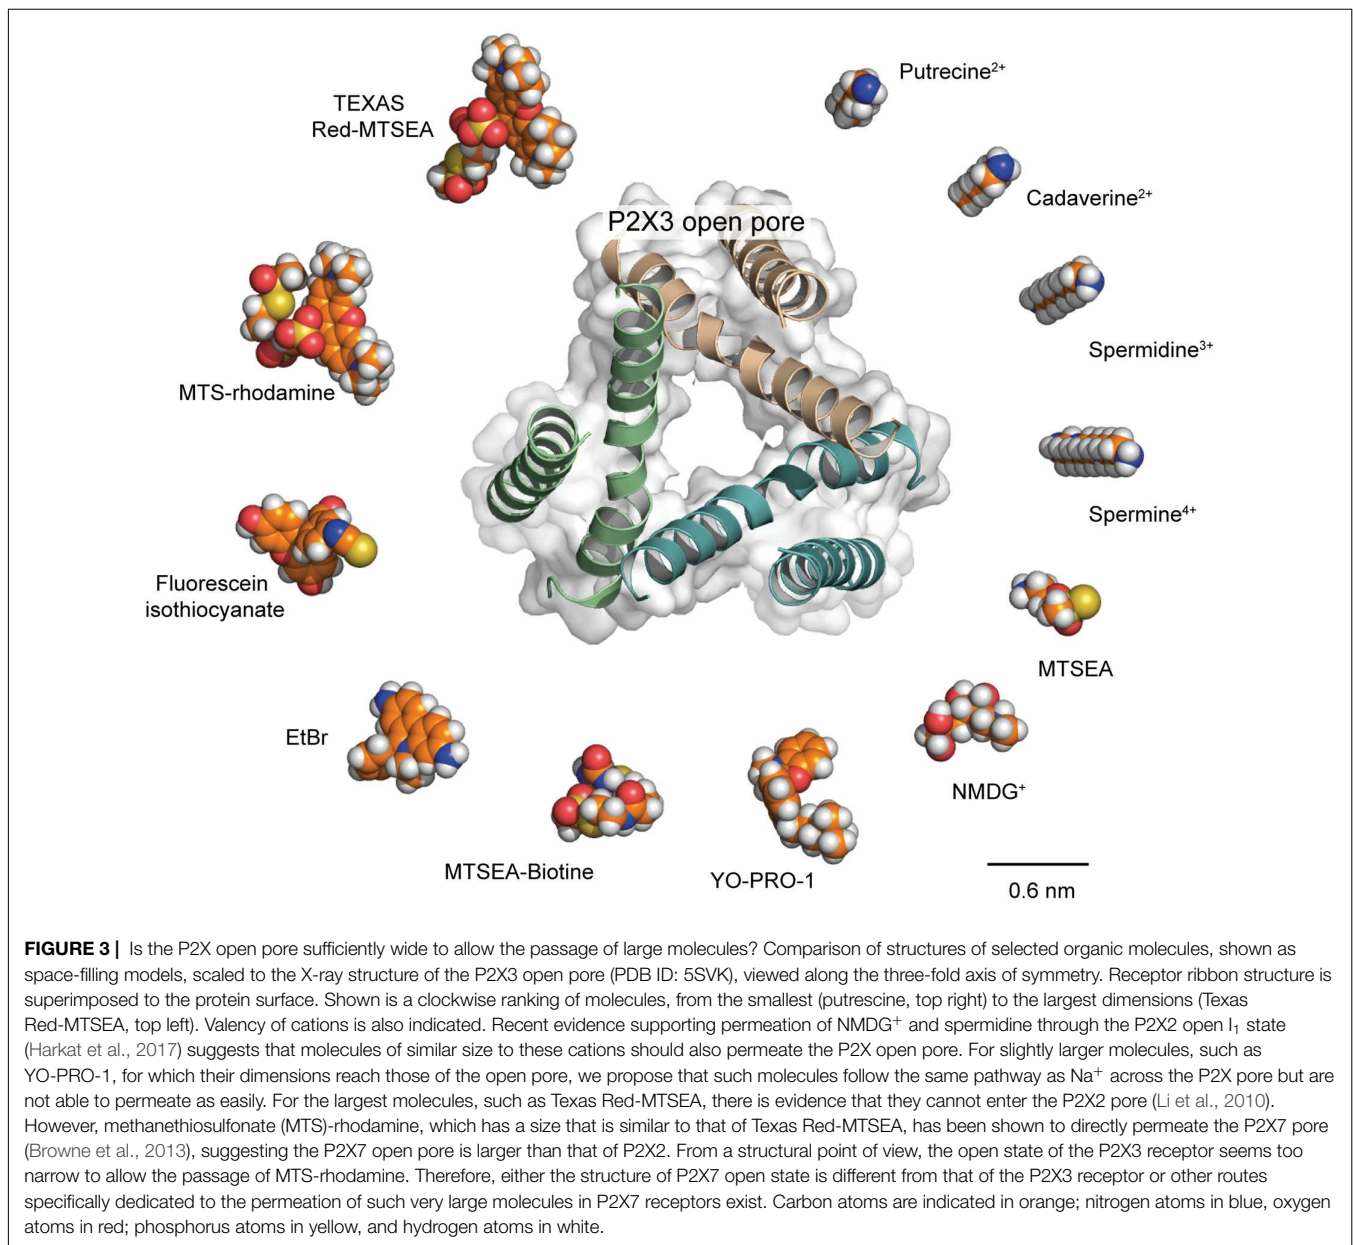 TEXAS
Red-MTSEA
Putrecine²⁺
Cadaverine²⁺
P2X3 open pore
Spermidine³⁺
MTS-rhodamine
Spermine⁴⁺
Fluorescein
isothiocyanate
MTSEA
EtBr
NMDG⁺
MTSEA-Biotine
YO-PRO-1
0.6 nm
FIGURE 3 | Is the P2X open pore sufficiently wide to allow the passage of large molecules? Comparison of structures of selected organic molecules, shown as
space-filling models, scaled to the X-ray structure of the P2X3 open pore (PDB ID: 5SVK), viewed along the three-fold axis of symmetry. Receptor ribbon structure is
superimposed to the protein surface. Shown is a clockwise ranking of molecules, from the smallest (putrescine, top right) to the largest dimensions (Texas
Red-MTSEA, top left). Valency of cations is also indicated. Recent evidence supporting permeation of NMDG⁺ and spermidine through the P2X2 open I₁ state
(Harkat et al., 2017) suggests that molecules of similar size to these cations should also permeate the P2X open pore. For slightly larger molecules, such as
YO-PRO-1, for which their dimensions reach those of the open pore, we propose that such molecules follow the same pathway as Na⁺ across the P2X pore but are
not able to permeate as easily. For the largest molecules, such as Texas Red-MTSEA, there is evidence that they cannot enter the P2X2 pore (Li et al., 2010).
However, methanethiosulfonate (MTS)-rhodamine, which has a size that is similar to that of Texas Red-MTSEA, has been shown to directly permeate the P2X7 pore
(Browne et al., 2013), suggesting the P2X7 open pore is larger than that of P2X2. From a structural point of view, the open state of the P2X3 receptor seems too
narrow to allow the passage of MTS-rhodamine. Therefore, either the structure of P2X7 open state is different from that of the P2X3 receptor or other routes
specifically dedicated to the permeation of such very large molecules in P2X7 receptors exist. Carbon atoms are indicated in orange; nitrogen atoms in blue, oxygen
atoms in red; phosphorus atoms in yellow, and hydrogen atoms in white.